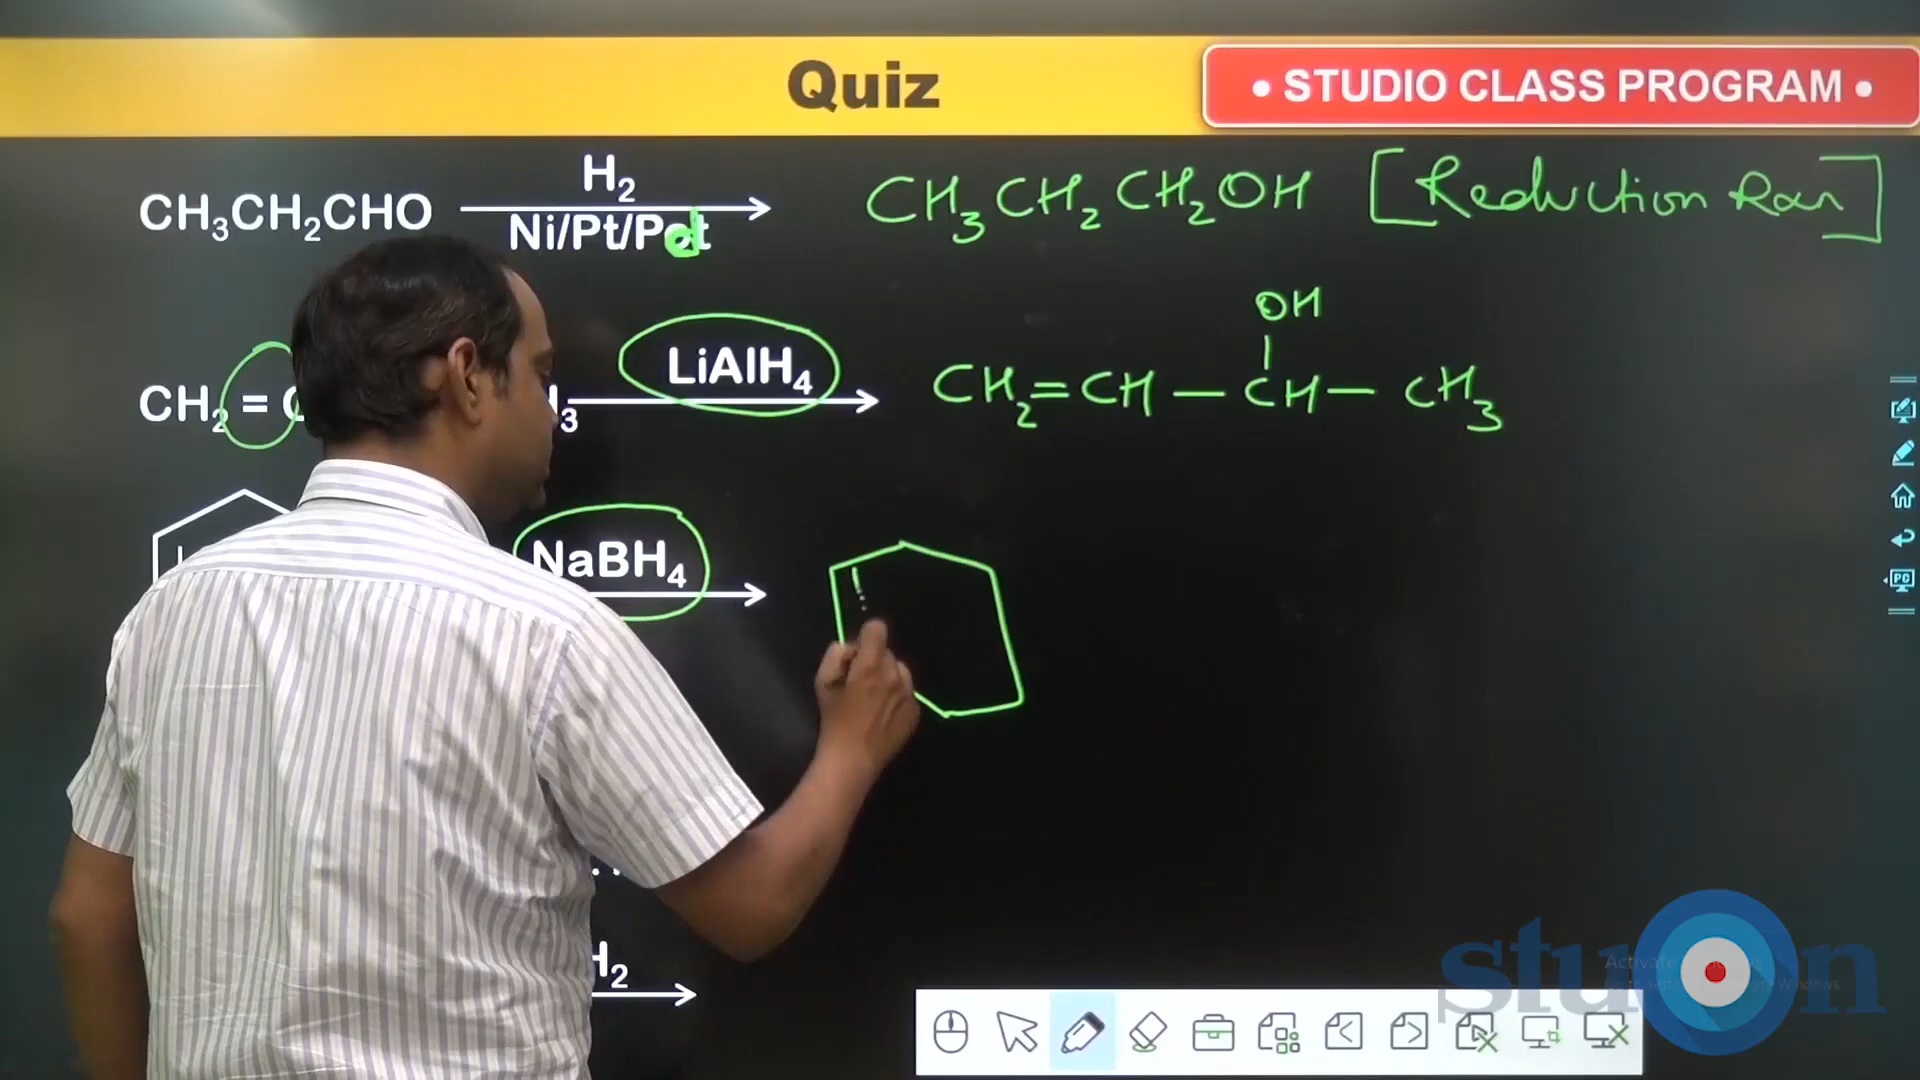 Quiz
• STUDIO CLASS PROGRAM •
CH3CH2CHO H2 Ni/Pt/Pd CH3CH2CH2OH [Reduction Rxn]
OH
CH2 = LiAlH4 CH2=CH—CH—CH3
NaBH4
H2
stuon